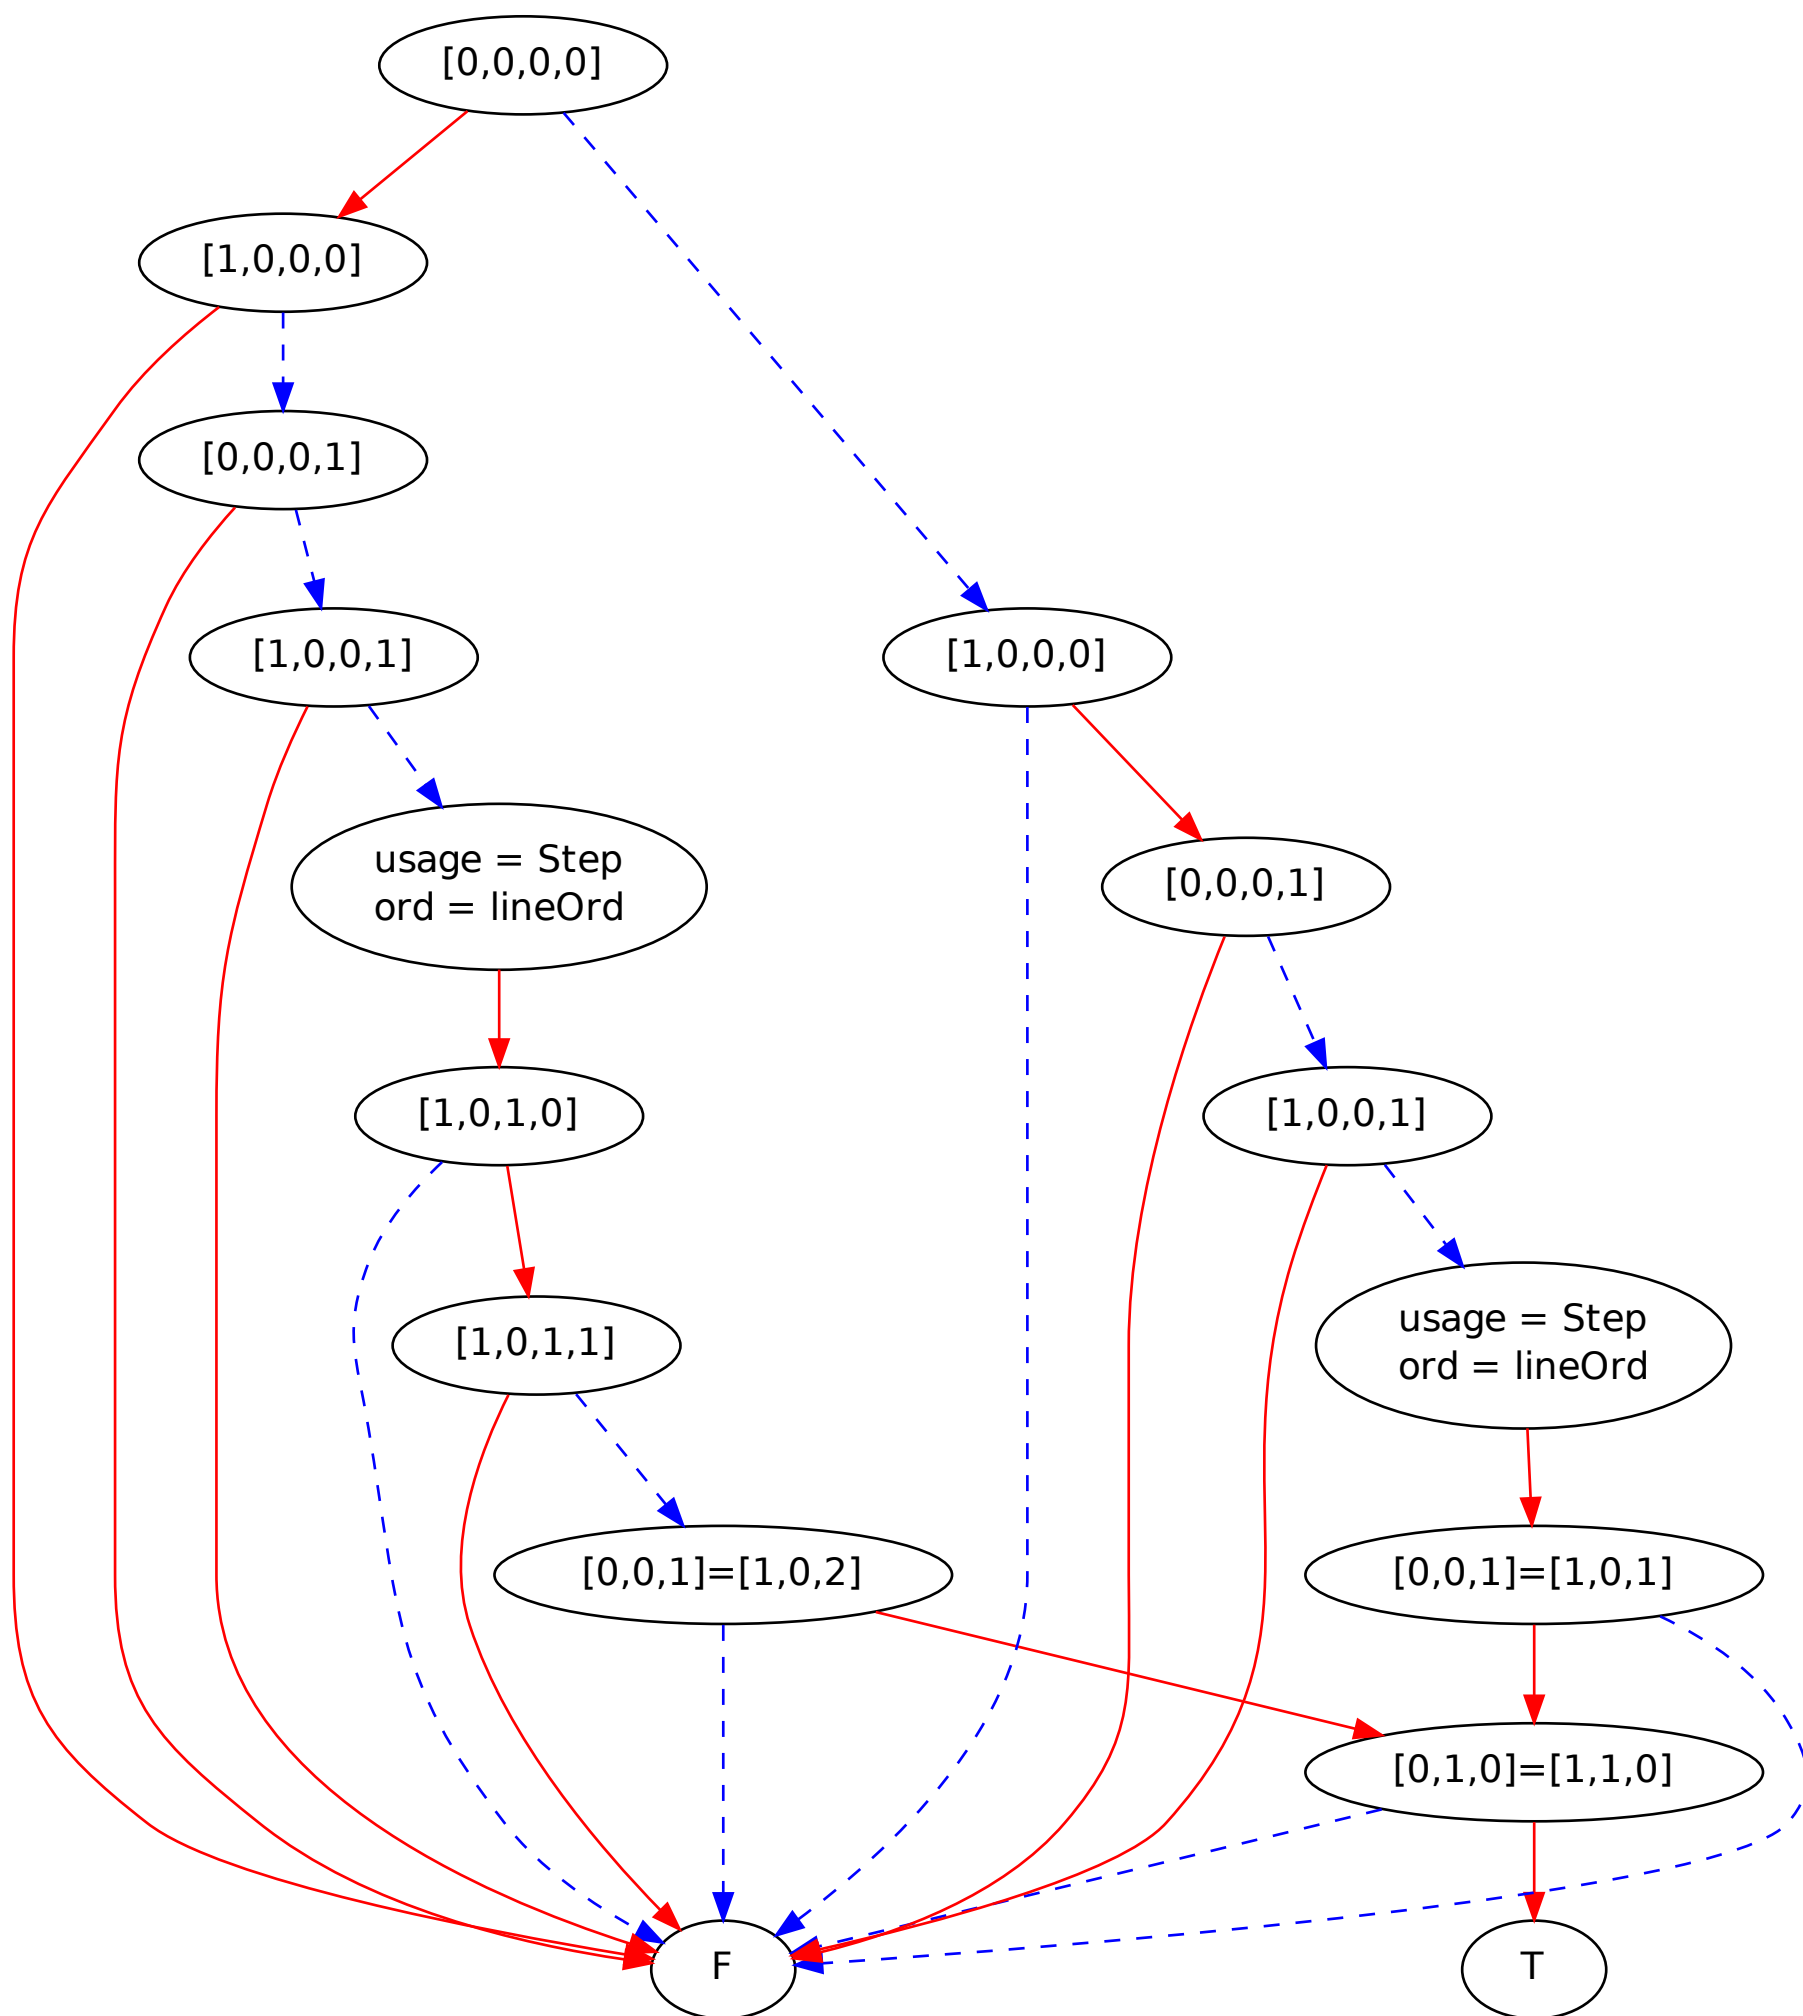 [0,0,0,0]
[1,0,0,0]
[0,0,0,1]
[1,0,0,1]
[1,0,0,0]
usage = Step
ord = lineOrd
[0,0,0,1]
[1,0,1,0]
[1,0,0,1]
[1,0,1,1]
usage = Step
ord = lineOrd
[0,0,1]=[1,0,2]
[0,0,1]=[1,0,1]
[0,1,0]=[1,1,0]
F
T